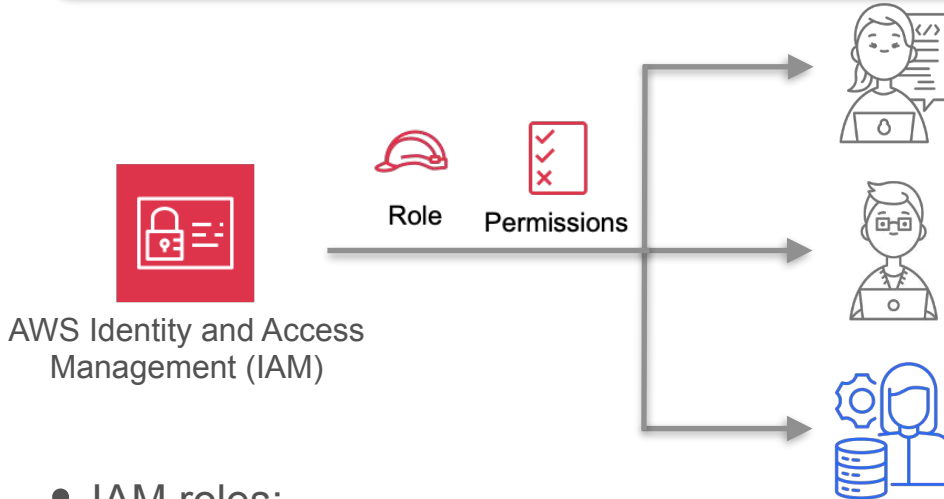 </>
Role
Permissions
AWS Identity and Access
Management (IAM)
• IAM roles: